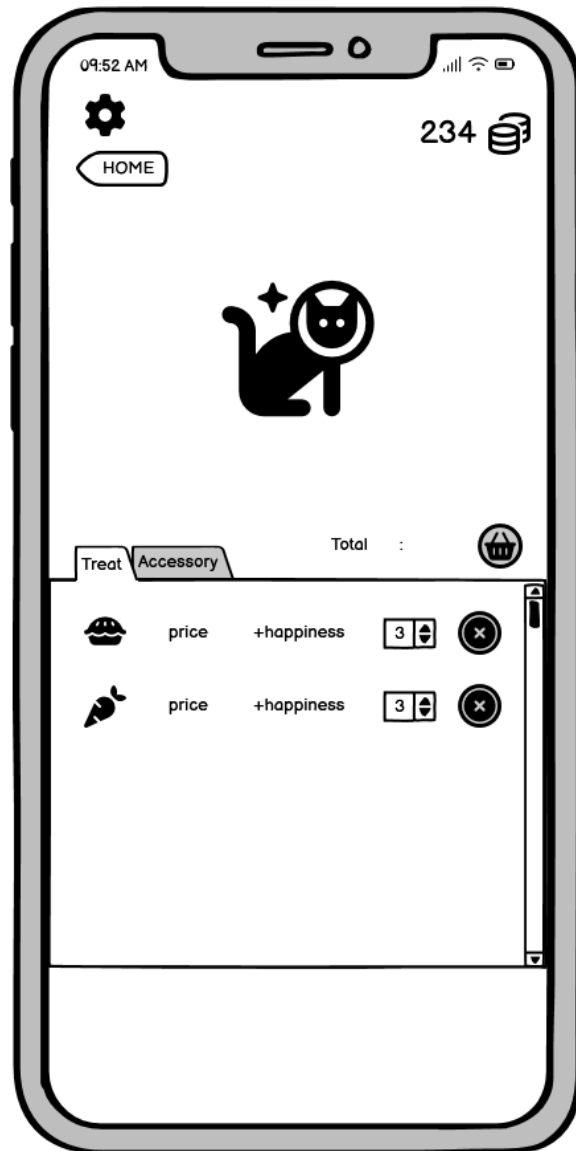 09:52 AM
234
HOME
Total :
Treat Accessory
price +happiness 3
price +happiness 3